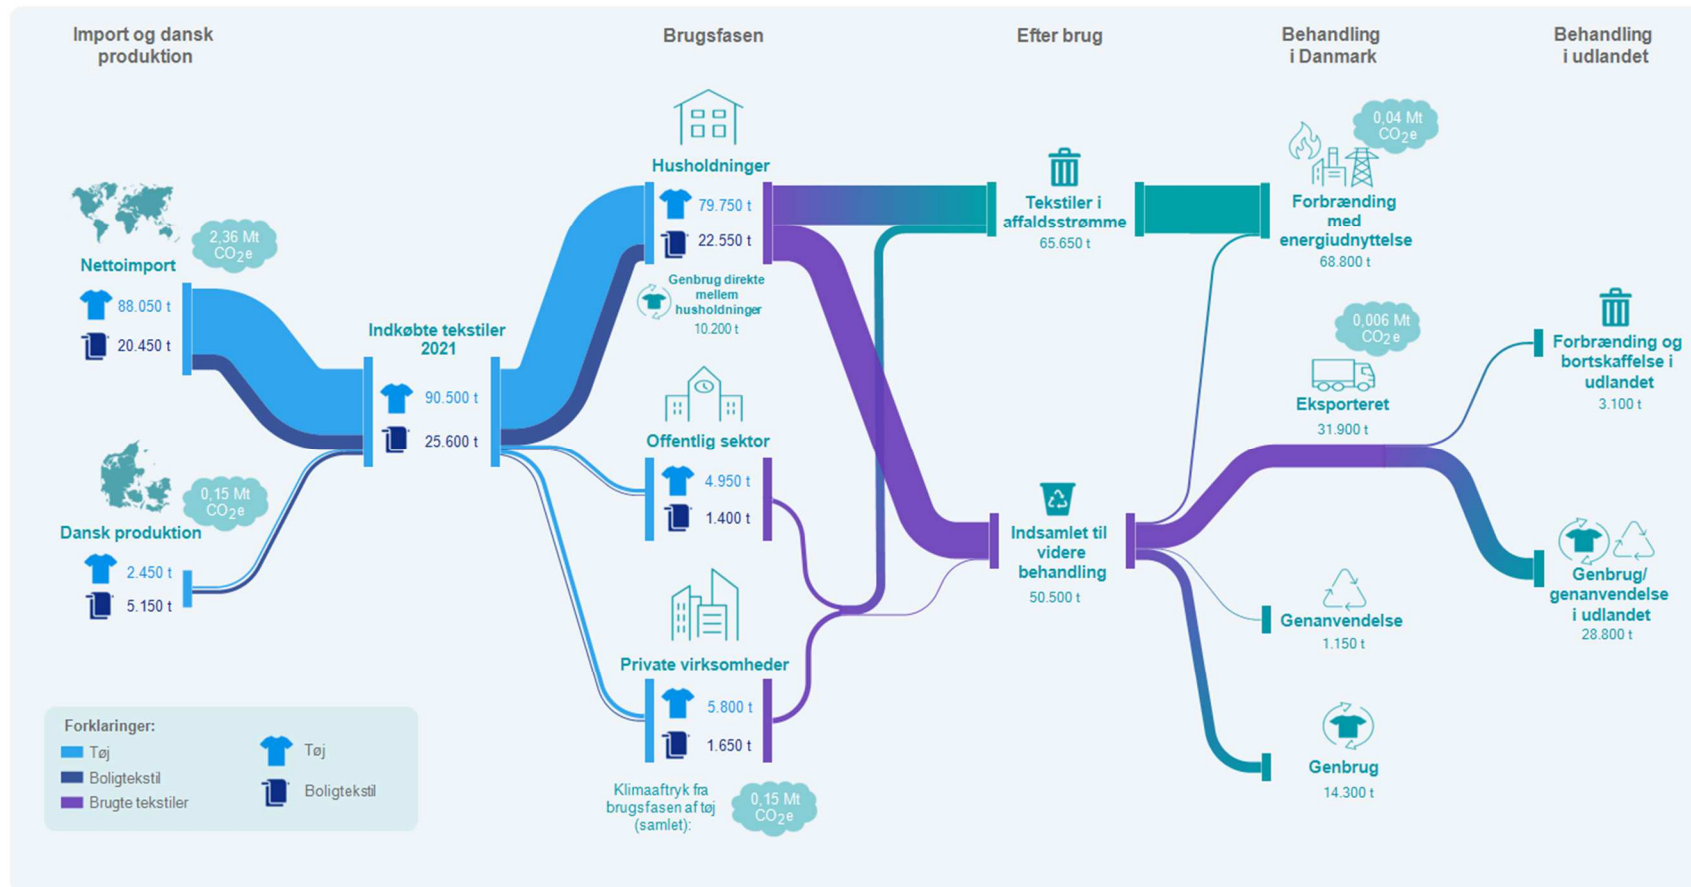 Import og dansk
produktion
Brugsfasen
Efter brug
Behandling
i Danmark
Behandling
i udlandet
2,36 Mt
CO2e
Nettoimport
88.050 t
20.450 t
0,15 Mt
CO2e
Dansk produktion
2.450 t
5.150 t
Indkøbte tekstiler
2021
90.500 t
25.600 t
Husholdninger
79.750 t
22.550 t
Genbrug direkte
mellem
husholdninger
10.200 t
Offentlig sektor
4.950 t
1.400 t
Private virksomheder
5.800 t
1.650 t
Klimaaftryk fra
brugsfasen af tøj
(samlet):
0,15 Mt
CO2e
Tekstiler i
affaldsstrømme
65.650 t
Indsamlet til
videre
behandling
50.500 t
0,04 Mt
CO2e
Forbrænding
med
energiudnyttelse
68.800 t
0,006 Mt
CO2e
Eksporteret
31.900 t
Genanvendelse
1.150 t
Genbrug
14.300 t
Forbrænding og
bortskaffelse i
udlandet
3.100 t
Genbrug/
genanvendelse
i udlandet
28.800 t
Forklaringer:
Tøj
Boligtekstil
Brugte tekstiler
Tøj
Boligtekstil